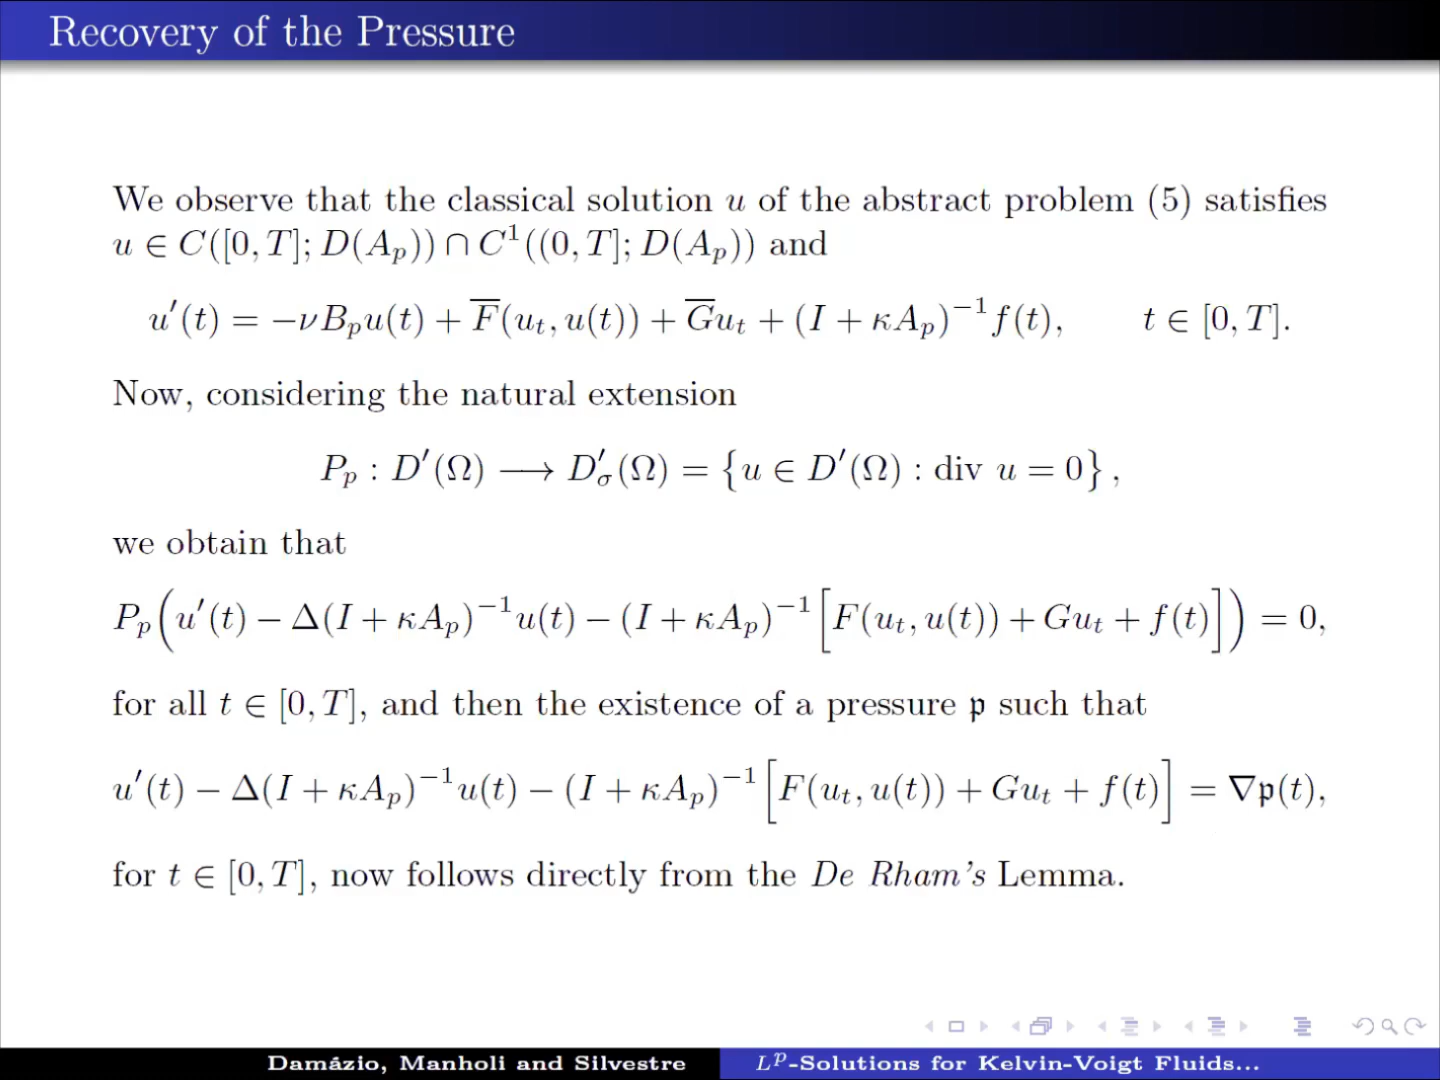 Recovery of the Pressure
We observe that the classical solution u of the abstract problem (5) satisfies
u ∈ C([0, T]; D(A_p)) ∩ C^1((0, T]; D(A_p)) and
u′(t) = −νB_p u(t) + F̅(u_t, u(t)) + G̅u_t + (I + κA_p)^{−1} f(t), t ∈ [0, T].
Now, considering the natural extension
P_p : D′(Ω) ⟶ D′_σ(Ω) = {u ∈ D′(Ω) : div u = 0} ,
we obtain that
P_p(u′(t) − Δ(I + κA_p)^{−1} u(t) − (I + κA_p)^{−1} [F(u_t, u(t)) + Gu_t + f(t)]) = 0,
for all t ∈ [0, T], and then the existence of a pressure 𝔭 such that
u′(t) − Δ(I + κA_p)^{−1} u(t) − (I + κA_p)^{−1} [F(u_t, u(t)) + Gu_t + f(t)] = ∇𝔭(t),
for t ∈ [0, T], now follows directly from the De Rham's Lemma.
Damázio, Manholi and Silvestre L^p-Solutions for Kelvin-Voigt Fluids...